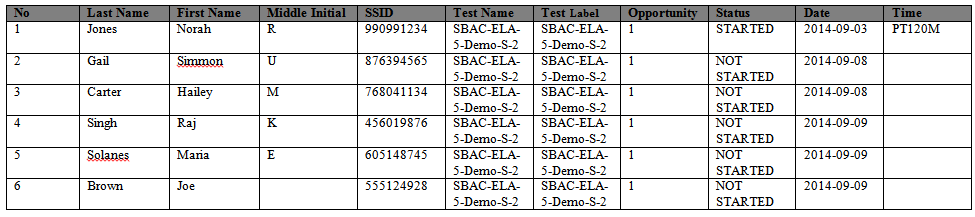 No Last Name First Name Middle Initial SSID Test Name Test Label Opportunity Status Date Time
1 Jones Norah R 990991234 SBAC-ELA- SBAC-ELA- 1 STARTED 2014-09-03 PT120M
5-Demo-S-2 5-Demo-S-2
2 Gail Simmon U 876394565 SBAC-ELA- SBAC-ELA- 1 NOT 2014-09-08
5-Demo-S-2 5-Demo-S-2 STARTED
3 Carter Hailey M 768041134 SBAC-ELA- SBAC-ELA- 1 NOT 2014-09-08
5-Demo-S-2 5-Demo-S-2 STARTED
4 Singh Raj K 456019876 SBAC-ELA- SBAC-ELA- 1 NOT 2014-09-09
5-Demo-S-2 5-Demo-S-2 STARTED
5 Solanes Maria E 605148745 SBAC-ELA- SBAC-ELA- 1 NOT 2014-09-09
5-Demo-S-2 5-Demo-S-2 STARTED
6 Brown Joe 555124928 SBAC-ELA- SBAC-ELA- 1 NOT 2014-09-09
5-Demo-S-2 5-Demo-S-2 STARTED